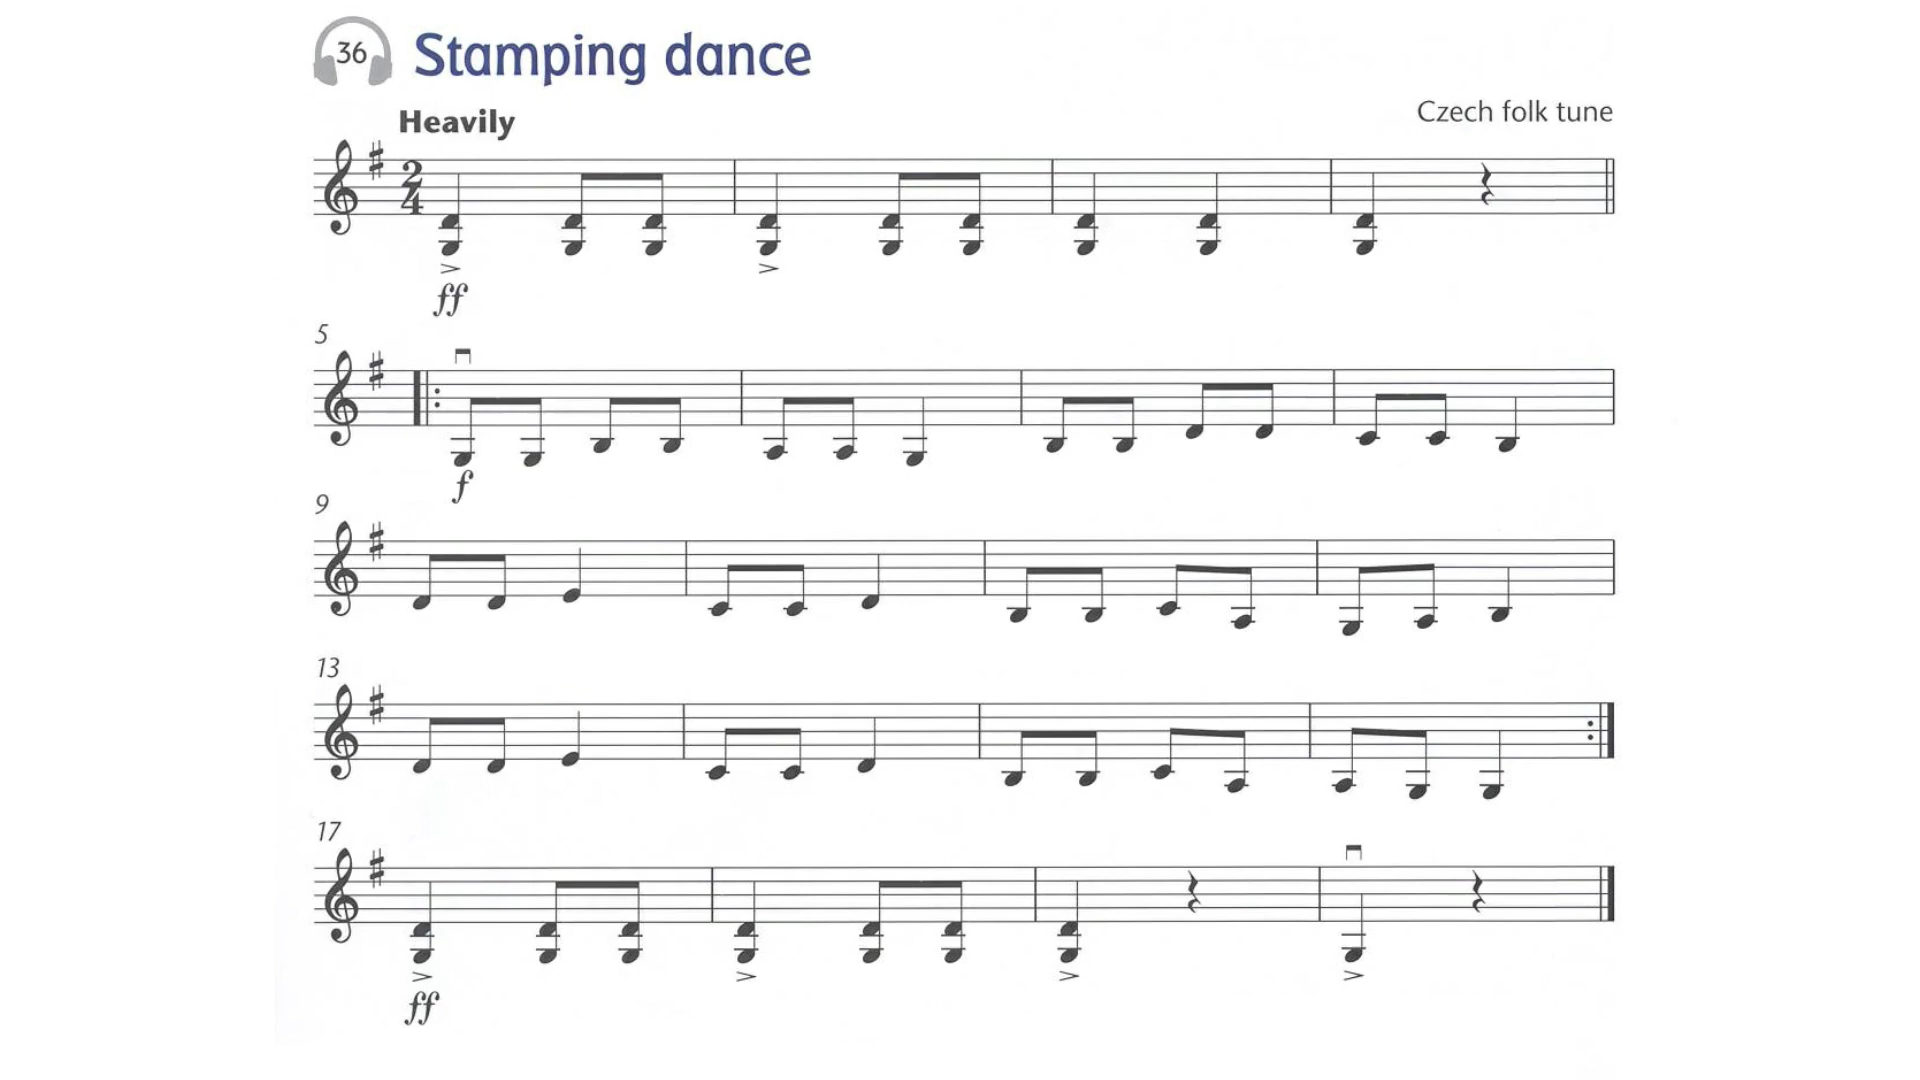 36 Stamping dance
Heavily
Czech folk tune
2
4
ff
5
f
9
13
17
ff